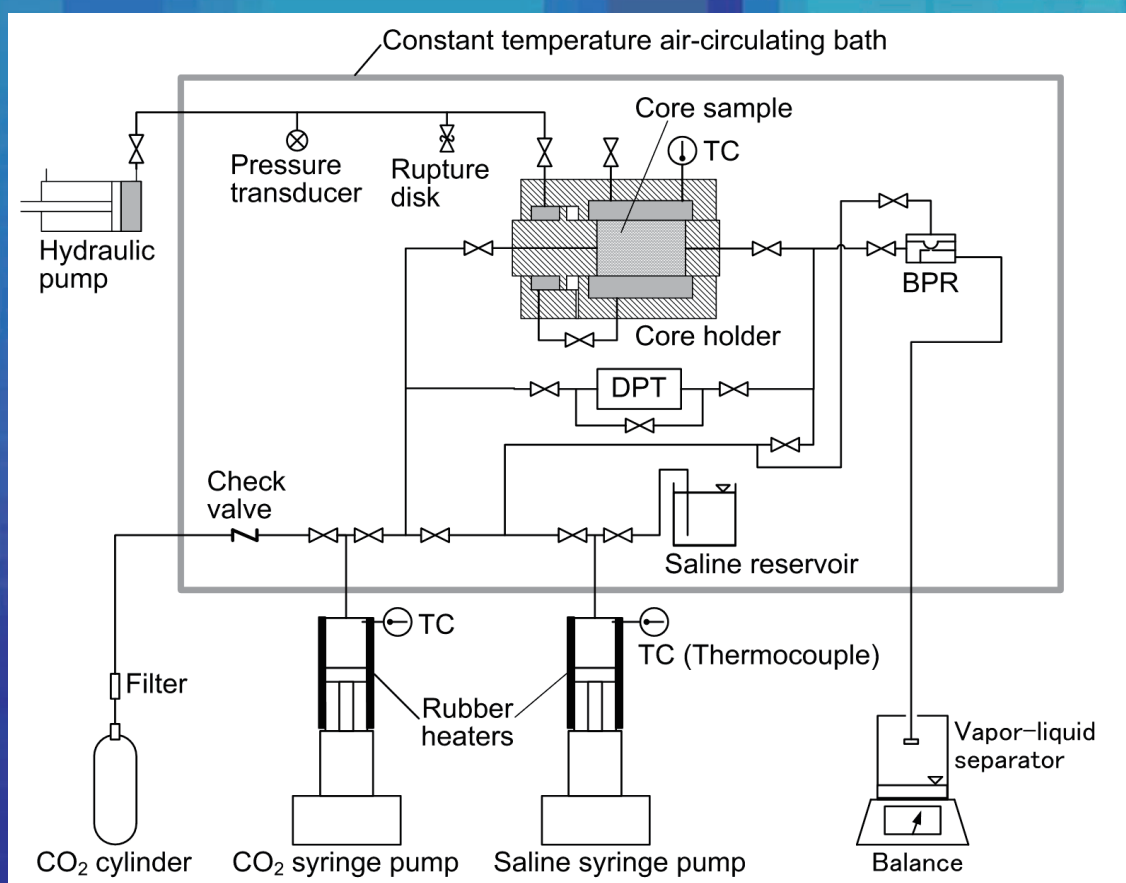 Constant temperature air-circulating bath
Core sample
TC
Pressure
transducer
Rupture
disk
Hydraulic
pump
BPR
Core holder
DPT
Check
valve
Saline reservoir
TC
TC (Thermocouple)
Filter
Rubber
heaters
Vapor-liquid
separator
CO₂ cylinder
CO₂ syringe pump
Saline syringe pump
Balance